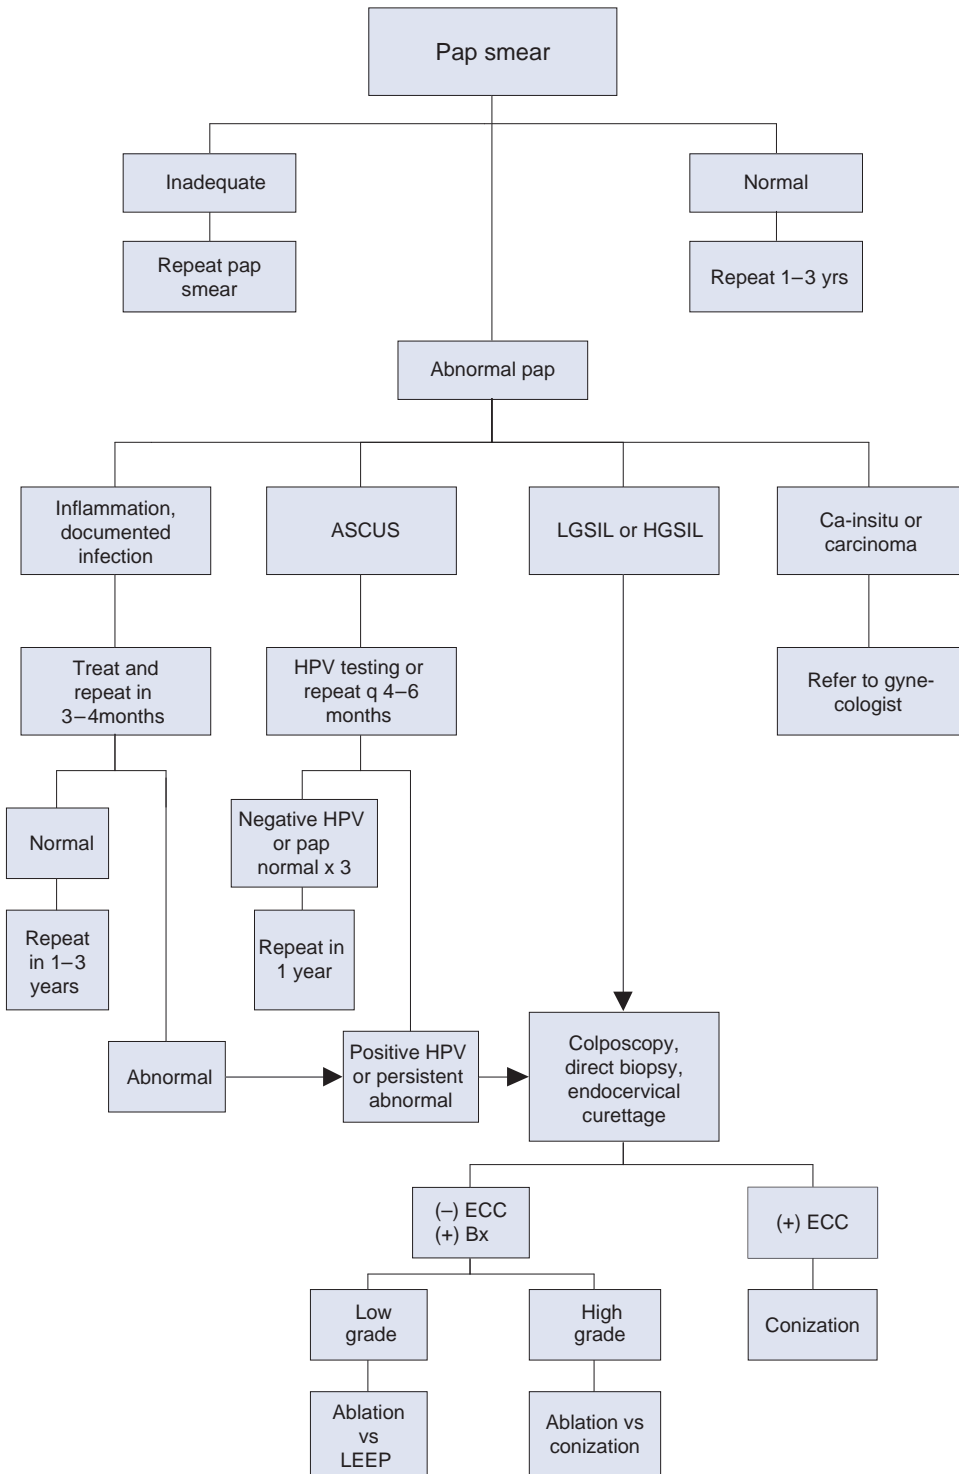 Pap smear
Inadequate
Normal
Repeat pap
smear
Repeat 1–3 yrs
Abnormal pap
Inflammation,
documented
infection
ASCUS
LGSIL or HGSIL
Ca-insitu or
carcinoma
Treat and
repeat in
3–4months
HPV testing or
repeat q 4–6
months
Refer to gyne-
cologist
Normal
Negative HPV
or pap
normal x 3
Repeat
in 1–3
years
Repeat in
1 year
Abnormal
Positive HPV
or persistent
abnormal
Colposcopy,
direct biopsy,
endocervical
curettage
(–) ECC
(+) Bx
(+) ECC
Low
grade
High
grade
Conization
Ablation
vs
LEEP
Ablation vs
conization